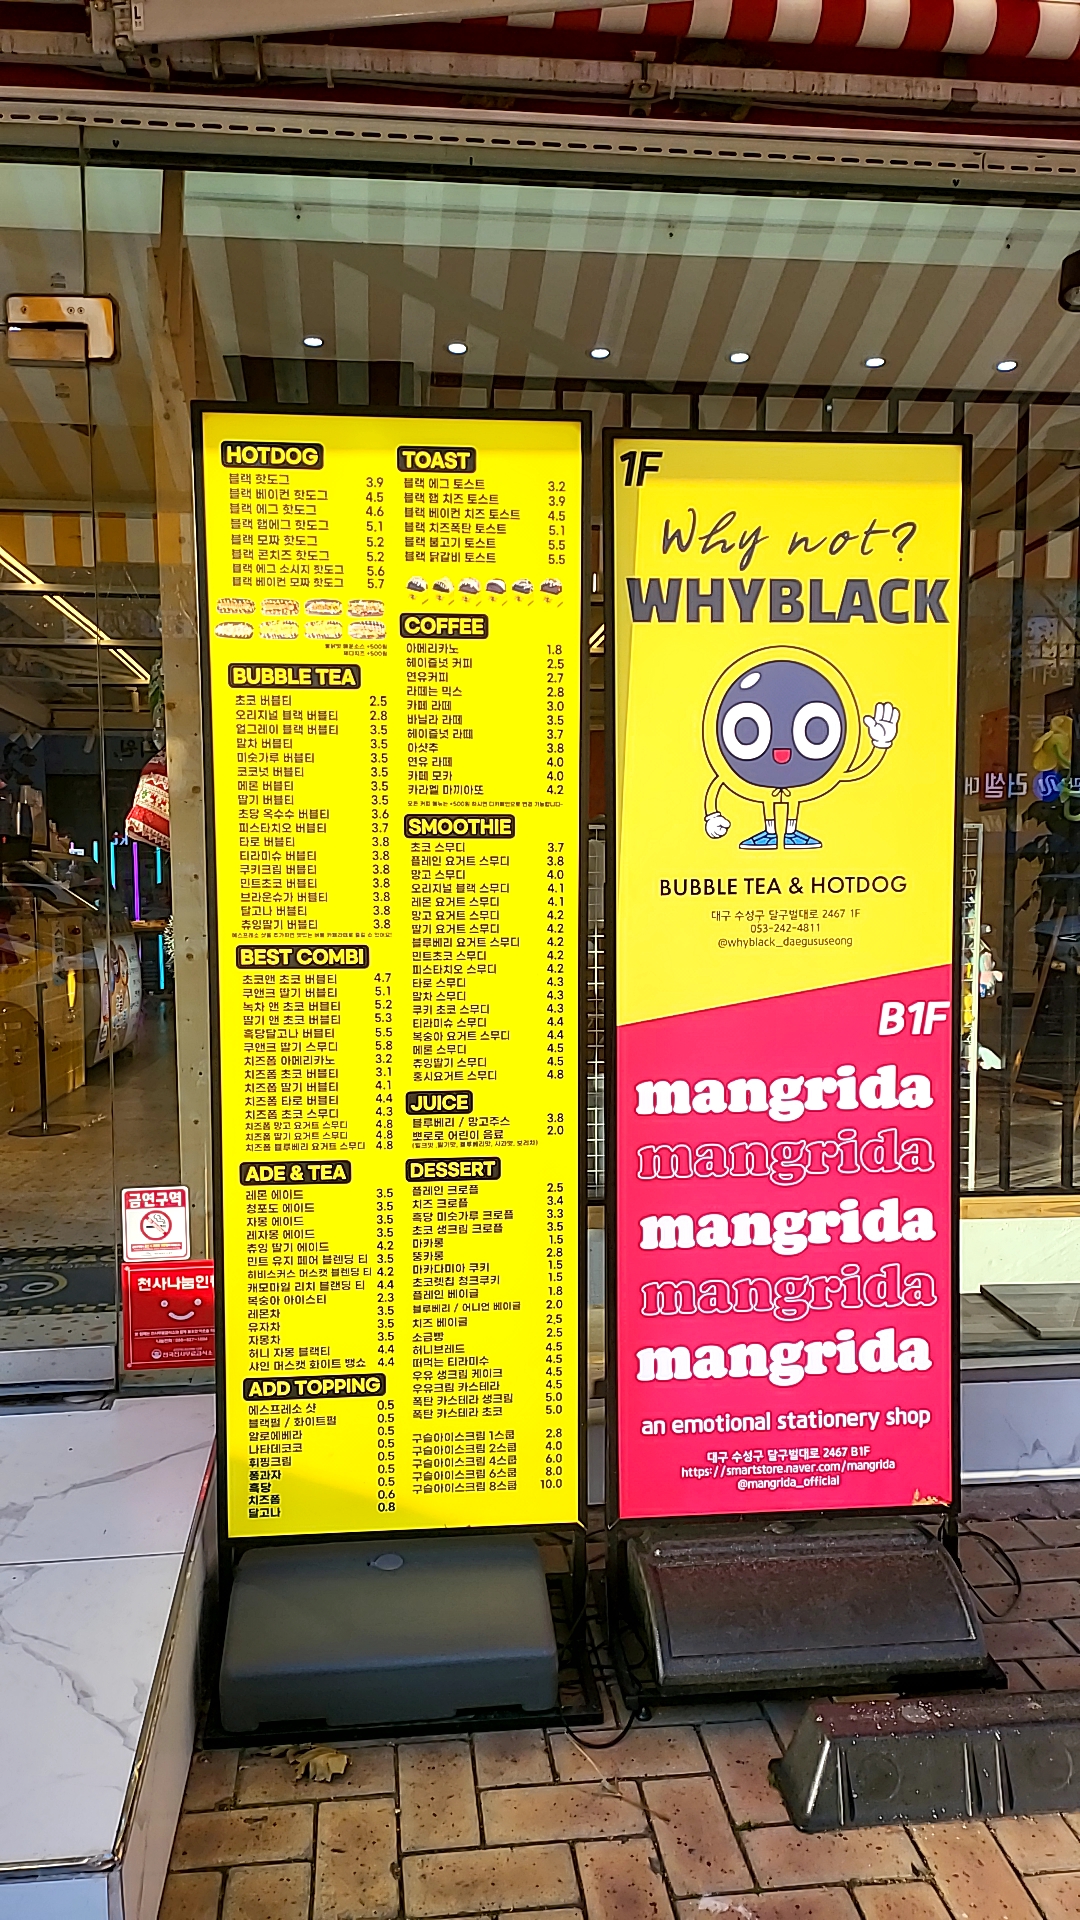 HOTDOG
블랙 핫도그 3.9
블랙 베이컨 핫도그 4.5
블랙 에그 핫도그 4.6
블랙 햄에그 핫도그 5.1
블랙 모짜 핫도그 5.2
블랙 콘치즈 핫도그 5.2
블랙 에그 소시지 핫도그 5.6
블랙 베이컨 모짜 핫도그 5.7
BUBBLE TEA
초코 버블티 2.5
오리지널 블랙 버블티 2.8
얼그레이 블랙 버블티 3.5
말차 버블티 3.5
미숫가루 버블티 3.5
코코넛 버블티 3.5
메론 버블티 3.5
딸기 버블티 3.5
초당 옥수수 버블티 3.6
피스타치오 버블티 3.7
타로 버블티 3.8
티라미슈 버블티 3.8
쿠키크림 버블티 3.8
민트초코 버블티 3.8
브라운슈가 버블티 3.8
달고나 버블티 3.8
츄잉딸기 버블티 3.8
BEST COMBI
초코앤 초코 버블티 4.7
쿠앤크 딸기 버블티 5.1
녹차 앤 초코 버블티 5.2
딸기 앤 초코 버블티 5.3
흑당달고나 버블티 5.5
쿠앤크 딸기 스무디 5.8
치즈폼 아메리카노 3.2
치즈폼 초코 버블티 3.1
치즈폼 딸기 버블티 4.1
치즈폼 타로 버블티 4.4
치즈폼 초코 스무디 4.3
치즈폼 망고 요거트 스무디 4.8
치즈폼 딸기 요거트 스무디 4.8
치즈폼 블루베리 요거트 스무디 4.8
ADE & TEA
레몬 에이드 3.5
청포도 에이드 3.5
자몽 에이드 3.5
레자몽 에이드 3.5
츄잉 딸기 에이드 4.2
민트 유지 페어 블렌딩 티 3.5
히비스커스 머스캣 블렌딩 티 4.2
캐모마일 리치 블랜딩 티 4.4
복숭아 아이스티 2.3
레몬차 3.5
유자차 3.5
자몽차 3.5
허니 자몽 블랙티 4.4
샤인 머스캣 화이트 뱅쇼 4.4
ADD TOPPING
에스프레소 샷 0.5
블랙펄 / 화이트펄 0.5
알로에베라 0.5
나타데코코 0.5
휘핑크림 0.5
퐁과자 0.5
흑당 0.5
치즈폼 0.6
달고나 0.8
TOAST
블랙 에그 토스트 3.2
블랙 햄 치즈 토스트 3.9
블랙 베이컨 치즈 토스트 4.5
블랙 치즈폭탄 토스트 5.1
블랙 불고기 토스트 5.5
블랙 닭갈비 토스트 5.5
COFFEE
아메리카노 1.8
헤이즐넛 커피 2.5
연유커피 2.7
라떼는 믹스 2.8
카페 라떼 3.0
바닐라 라떼 3.5
헤이즐넛 라떼 3.7
아샷추 3.8
연유 라떼 4.0
카페 모카 4.0
카라멜 마끼아또 4.2
SMOOTHIE
초코 스무디 3.7
플레인 요거트 스무디 3.8
망고 스무디 4.0
오리지널 블랙 스무디 4.1
레몬 요거트 스무디 4.1
망고 요거트 스무디 4.2
딸기 요거트 스무디 4.2
블루베리 요거트 스무디 4.2
민트초코 스무디 4.2
피스타치오 스무디 4.2
타로 스무디 4.3
말차 스무디 4.3
쿠키 초코 스무디 4.3
티라미슈 스무디 4.4
복숭아 요거트 스무디 4.4
메론 스무디 4.5
츄잉딸기 스무디 4.5
홍시요거트 스무디 4.8
JUICE
블루베리 / 망고주스 3.8
뽀로로 어린이 음료 2.0
DESSERT
플레인 크로플 2.5
치즈 크로플 3.4
흑당 미숫가루 크로플 3.3
초코 생크림 크로플 3.5
마카롱 1.5
뚱카롱 2.8
마카다미아 쿠키 1.5
초코렛칩 청크쿠키 1.5
플레인 베이글 1.8
블루베리 / 어니언 베이글 2.0
치즈 베이글 2.5
소금빵 2.5
허니브레드 4.5
떠먹는 티라미수 4.5
우유 생크림 케이크 4.5
우유크림 카스테라 4.5
폭탄 카스테라 생크림 5.0
폭탄 카스테라 초코 5.0
구슬아이스크림 1스쿱 2.8
구슬아이스크림 2스쿱 4.0
구슬아이스크림 4스쿱 6.0
구슬아이스크림 6스쿱 8.0
구슬아이스크림 8스쿱 10.0
1F
Why not?
WHYBLACK
BUBBLE TEA & HOTDOG
대구 수성구 달구벌대로 2467 1F
053-242-4811
@whyblack_daegususeong
B1F
mangrida
mangrida
mangrida
mangrida
mangrida
an emotional stationery shop
대구 수성구 달구벌대로 2467 B1F
https://smartstore.naver.com/mangrida
@mangrida_official
금연구역
천사나눔인